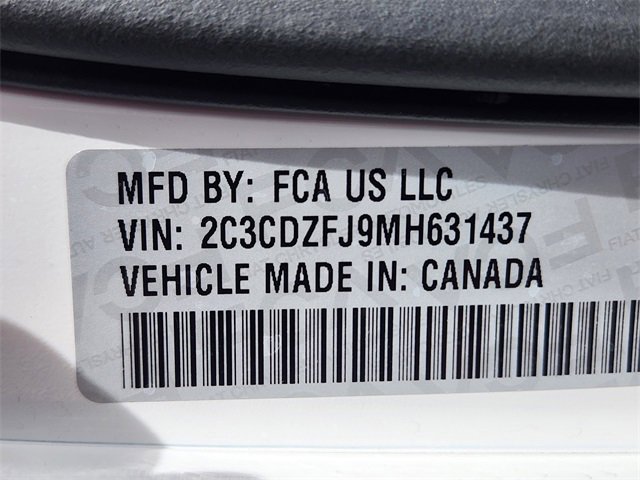 MFD BY: FCA US LLC
VIN: 2C3CDZFJ9MH631437
VEHICLE MADE IN: CANADA